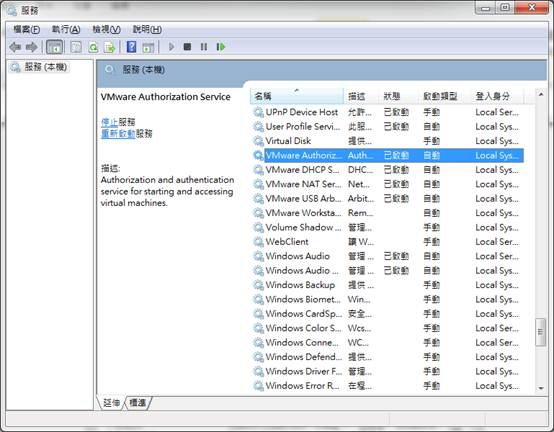 服務
檔案(F) 執行(A) 檢視(V) 說明(H)
服務 (本機)
服務 (本機)
VMware Authorization Service
停止服務
重新啟動服務
描述:
Authorization and authentication
service for starting and accessing
virtual machines.
名稱 描述 狀態 啟動類型 登入身分
UPnP Device Host 允許... 已啟動 手動 Local Ser...
User Profile Servi... 此服... 已啟動 自動 Local Sys...
Virtual Disk 提供... 手動 Local Sys...
VMware Authoriz... Auth... 已啟動 自動 Local Sys...
VMware DHCP S... DHC... 已啟動 自動 Local Sys...
VMware NAT Ser... Net... 已啟動 自動 Local Sys...
VMware USB Arb... Arbit... 已啟動 自動 Local Sys...
VMware Worksta... Rem... 自動 Local Sys...
Volume Shadow ... 管理... 手動 Local Sys...
WebClient 讓 W... 手動 Local Ser...
Windows Audio 管理 ... 已啟動 自動 Local Ser...
Windows Audio ... 管理 ... 已啟動 自動 Local Sys...
Windows Backup 提供... 手動 Local Sys...
Windows Biomet... Win... 手動 Local Sys...
Windows CardSp... 安全... 手動 Local Sys...
Windows Color S... Wcs... 手動 Local Ser...
Windows Conne... WC... 手動 Local Ser...
Windows Defend... 提供... 手動 Local Sys...
Windows Driver F... 管理... 手動 Local Sys...
Windows Error R... 在程... 手動 Local Sys...
延伸 標準